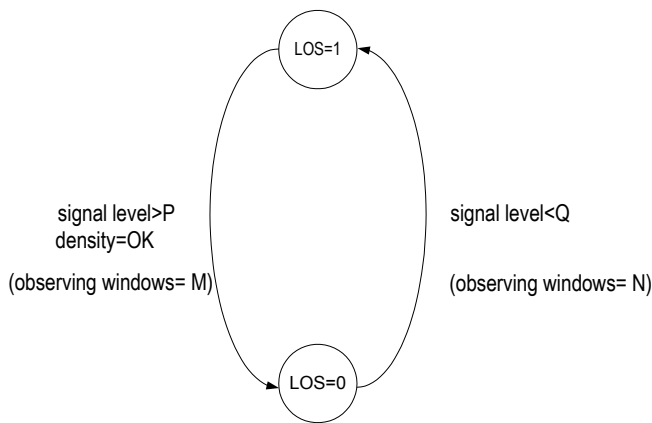 LOS=1
signal level>P
density=OK
(observing windows= M)
signal level<Q
(observing windows= N)
LOS=0